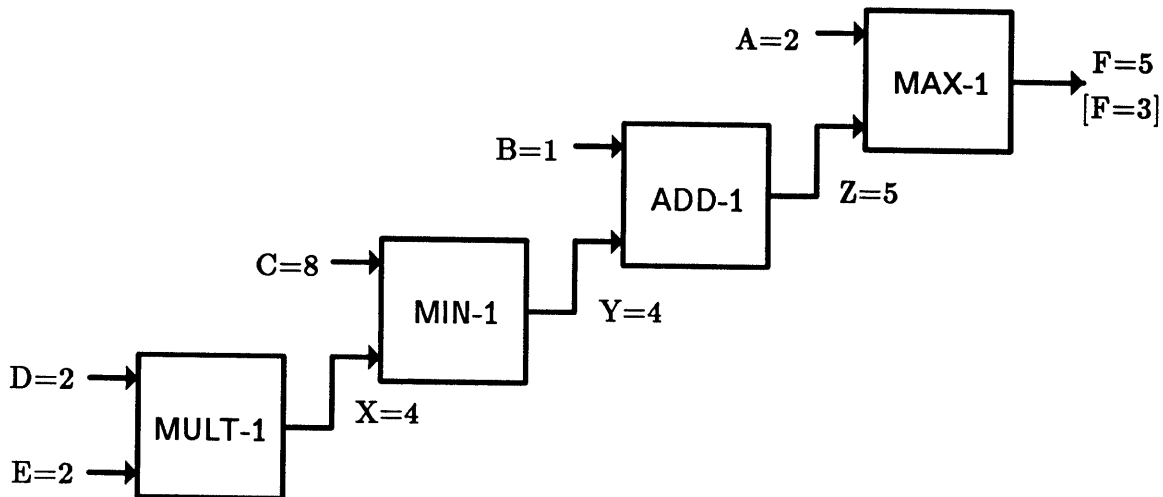 A=2
MAX-1
F=5
[F=3]
B=1
ADD-1
Z=5
C=8
MIN-1
Y=4
D=2
MULT-1
X=4
E=2